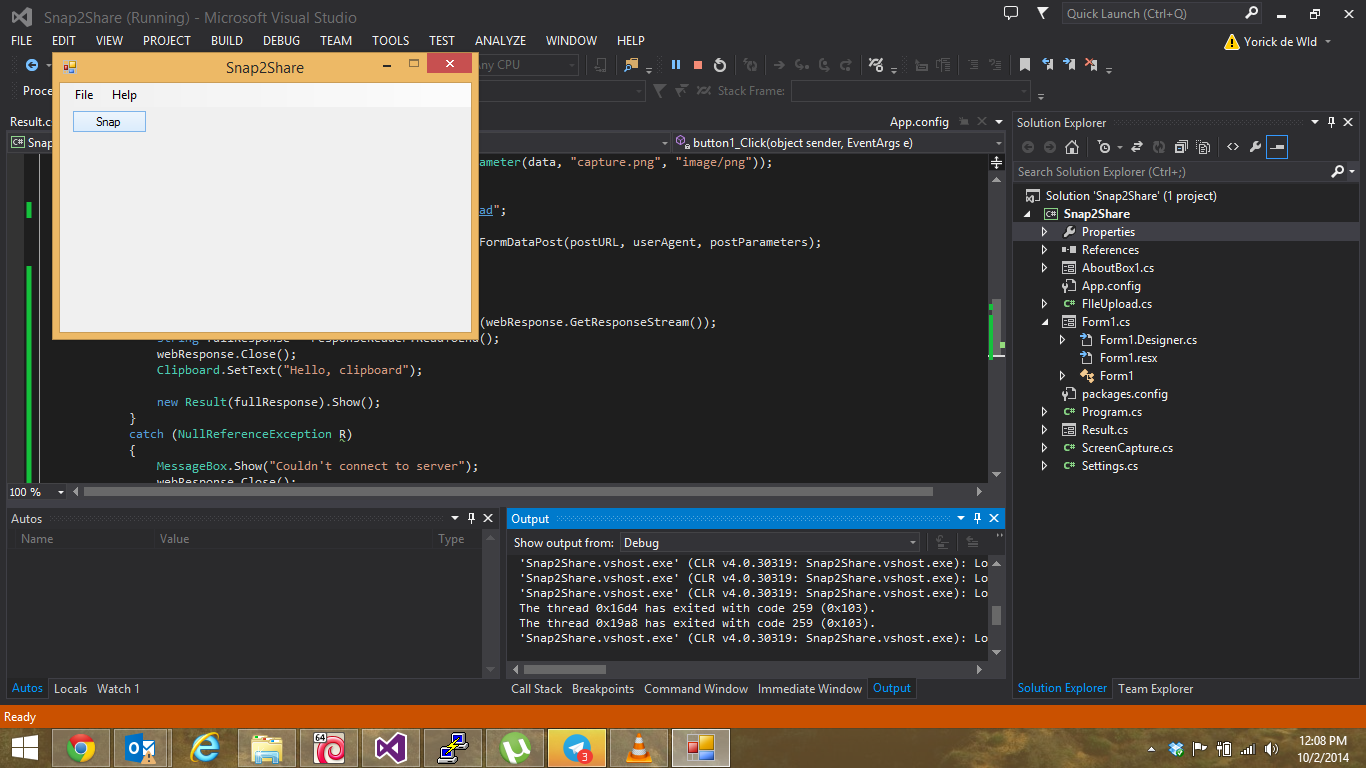 Snap2Share (Running) - Microsoft Visual Studio
Quick Launch (Ctrl+Q)
FILE EDIT VIEW PROJECT BUILD DEBUG TEAM TOOLS TEST ANALYZE WINDOW HELP
Yorick de Wld
Snap2Share
Any CPU
File Help
Proce
Stack Frame:
Snap
Result.c
App.config
Snap
button1_Click(object sender, EventArgs e)
ameter(data, "capture.png", "image/png"));
ad";
FormDataPost(postURL, userAgent, postParameters);
(webResponse.GetResponseStream());
webResponse.Close();
Clipboard.SetText("Hello, clipboard");
new Result(fullResponse).Show();
}
catch (NullReferenceException R)
{
MessageBox.Show("Couldn't connect to server");
webResponse.Close();
100 %
Solution Explorer
Search Solution Explorer (Ctrl+;)
Solution 'Snap2Share' (1 project)
C# Snap2Share
Properties
References
AboutBox1.cs
App.config
C# FIleUpload.cs
Form1.cs
Form1.Designer.cs
Form1.resx
Form1
packages.config
C# Program.cs
Result.cs
C# ScreenCapture.cs
C# Settings.cs
Autos
Name Value Type
Output
Show output from: Debug
'Snap2Share.vshost.exe' (CLR v4.0.30319: Snap2Share.vshost.exe): Lo
'Snap2Share.vshost.exe' (CLR v4.0.30319: Snap2Share.vshost.exe): Lo
'Snap2Share.vshost.exe' (CLR v4.0.30319: Snap2Share.vshost.exe): Lo
The thread 0x16d4 has exited with code 259 (0x103).
The thread 0x19a8 has exited with code 259 (0x103).
'Snap2Share.vshost.exe' (CLR v4.0.30319: Snap2Share.vshost.exe): Lo
Autos Locals Watch 1
Call Stack Breakpoints Command Window Immediate Window Output
Solution Explorer Team Explorer
Ready
64
3
12:08 PM
10/2/2014